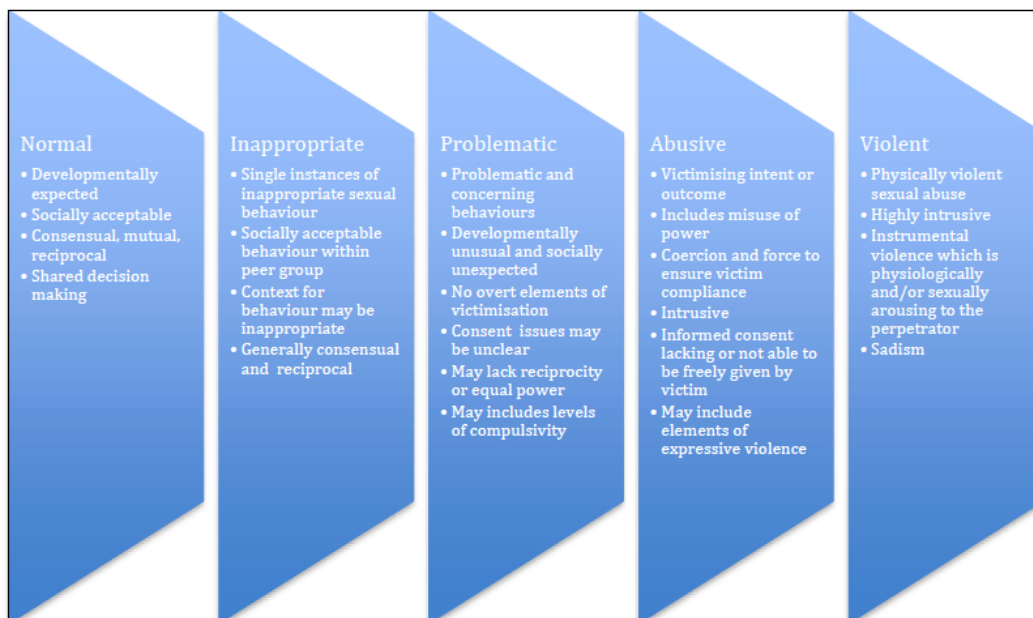 Normal
• Developmentally
expected
• Socially acceptable
• Consensual, mutual,
reciprocal
• Shared decision
making
Inappropriate
• Single instances of
inappropriate sexual
behaviour
• Socially acceptable
behaviour within
peer group
• Context for
behaviour may be
inappropriate
• Generally consensual
and reciprocal
Problematic
• Problematic and
concerning
behaviours
• Developmentally
unusual and socially
unexpected
• No overt elements of
victimisation
• Consent issues may
be unclear
• May lack reciprocity
or equal power
• May includes levels
of compulsivity
Abusive
• Victimising intent or
outcome
• Includes misuse of
power
• Coercion and force to
ensure victim
compliance
• Intrusive
• Informed consent
lacking or not able to
be freely given by
victim
• May include
elements of
expressive violence
Violent
• Physically violent
sexual abuse
• Highly intrusive
• Instrumental
violence which is
physiologically
and/or sexually
arousing to the
perpetrator
• Sadism